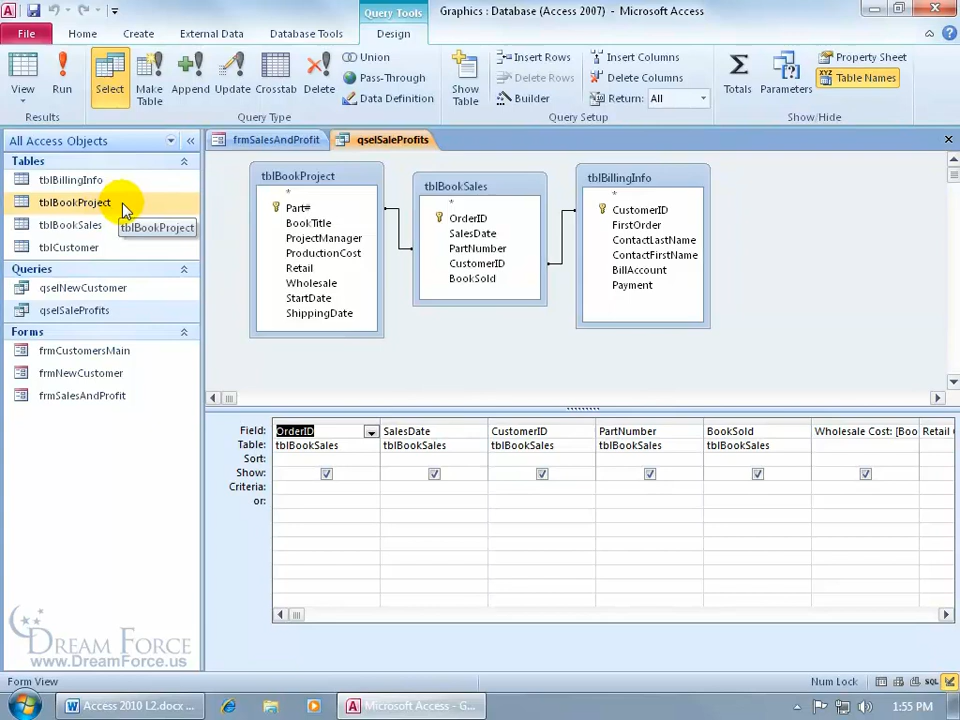 Query Tools
Graphics : Database (Access 2007) - Microsoft Access
File Home Create External Data Database Tools Design
View
Run
Results
Select
Make Table
Append
Update
Crosstab
Delete
Union
Pass-Through
Data Definition
Query Type
Show Table
Insert Rows
Delete Rows
Builder
Insert Columns
Delete Columns
Return: All
Query Setup
Totals
Parameters
Property Sheet
XYZ Table Names
Show/Hide
All Access Objects
Tables
tblBillingInfo
tblBookProject
tblBookSales
tblBookProject
tblCustomer
Queries
qselNewCustomer
qselSaleProfits
Forms
frmCustomersMain
frmNewCustomer
frmSalesAndProfit
frmSalesAndProfit qselSaleProfits
tblBookProject
*
Part#
BookTitle
ProjectManager
ProductionCost
Retail
Wholesale
StartDate
ShippingDate
tblBookSales
*
OrderID
SalesDate
PartNumber
CustomerID
BookSold
tblBillingInfo
*
CustomerID
FirstOrder
ContactLastName
ContactFirstName
BillAccount
Payment
Field: OrderID SalesDate CustomerID PartNumber BookSold Wholesale Cost: [Boo Retail
Table: tblBookSales tblBookSales tblBookSales tblBookSales tblBookSales
Sort:
Show:
Criteria:
or:
DREAM FORCE
www.DreamForce.us
Form View Num Lock SQL
Access 2010 L2.docx ... Microsoft Access - G... 1:55 PM